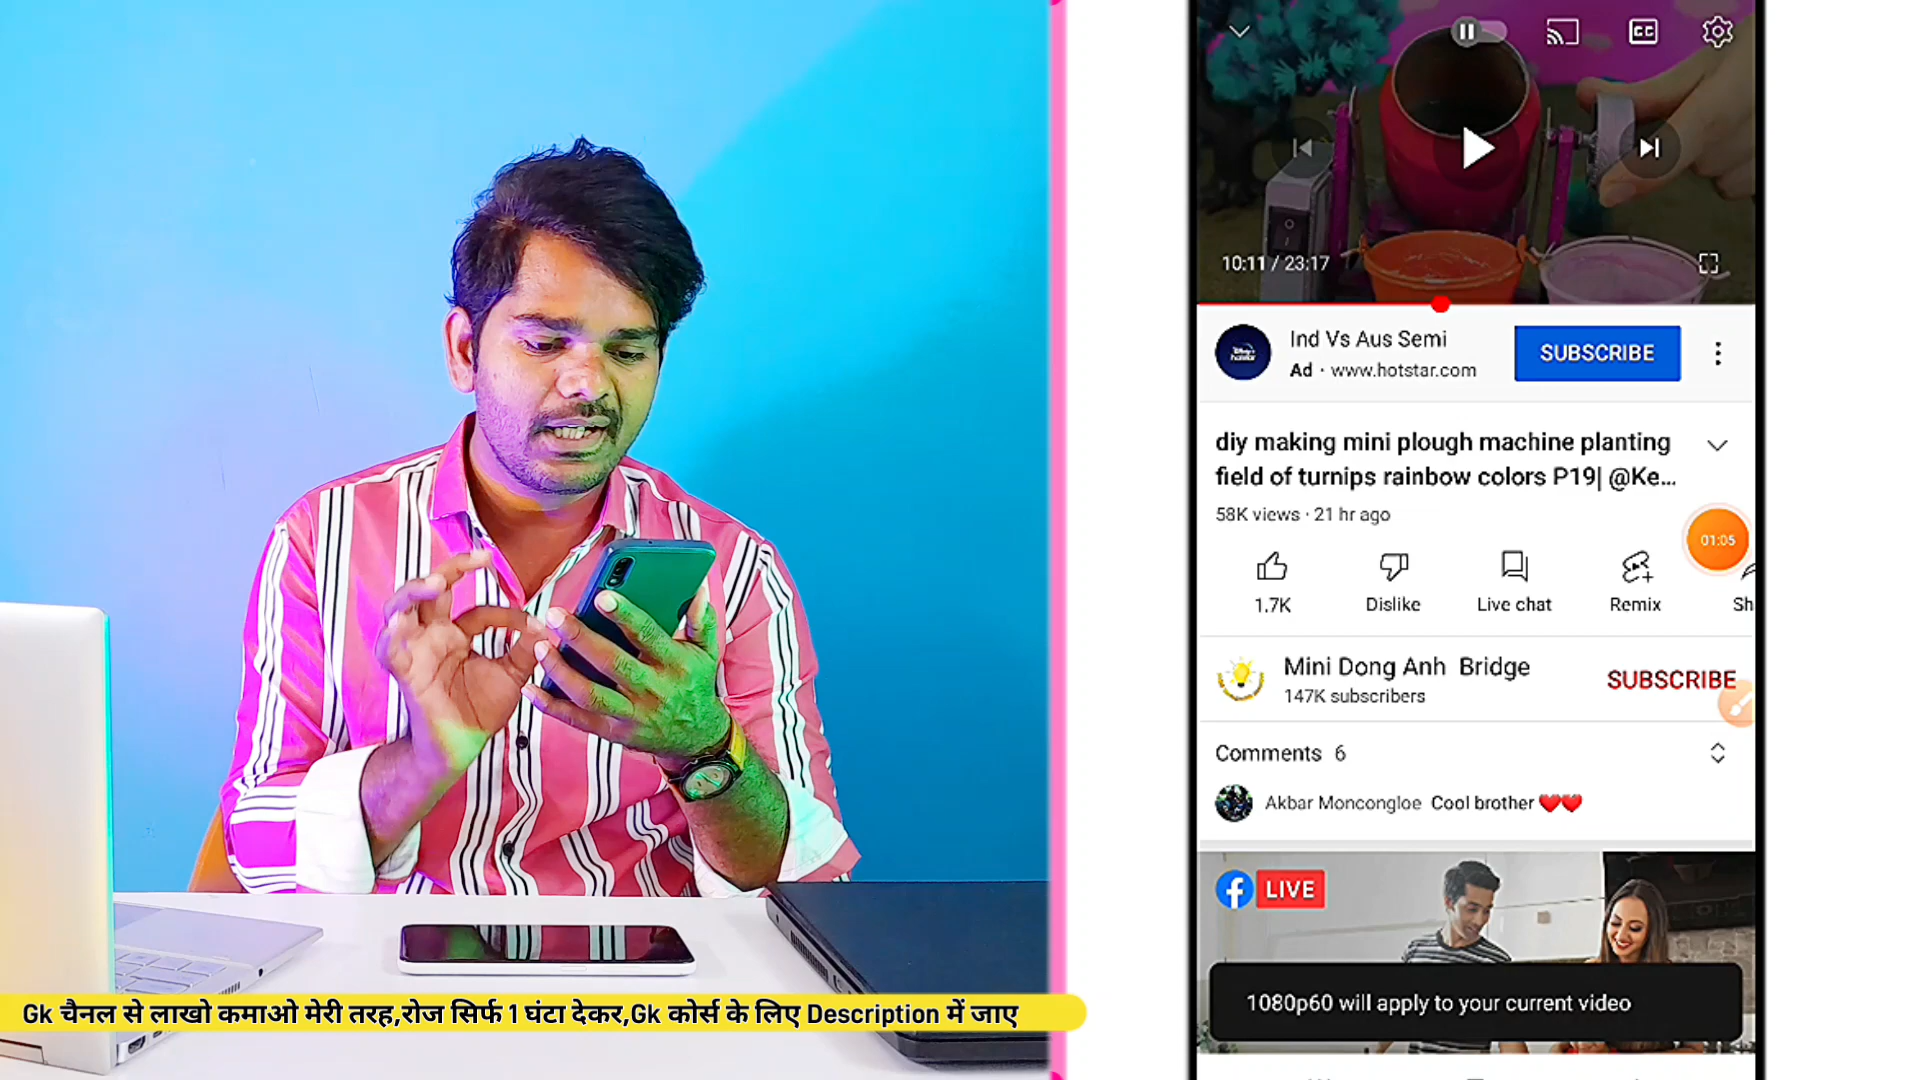 CC
10:11 / 23:17
Ind Vs Aus Semi
Ad · www.hotstar.com
SUBSCRIBE
diy making mini plough machine planting
field of turnips rainbow colors P19| @Ke...
58K views · 21 hr ago
01:05
1.7K
Dislike
Live chat
Remix
Sh
Mini Dong Anh Bridge
147K subscribers
SUBSCRIBE
Comments 6
Akbar Moncongloe Cool brother ❤️❤️
LIVE
1080p60 will apply to your current video
Gk चैनल से लाखो कमाओ मेरी तरह,रोज सिर्फ 1 घंटा देकर,Gk कोर्स के लिए Description में जाए